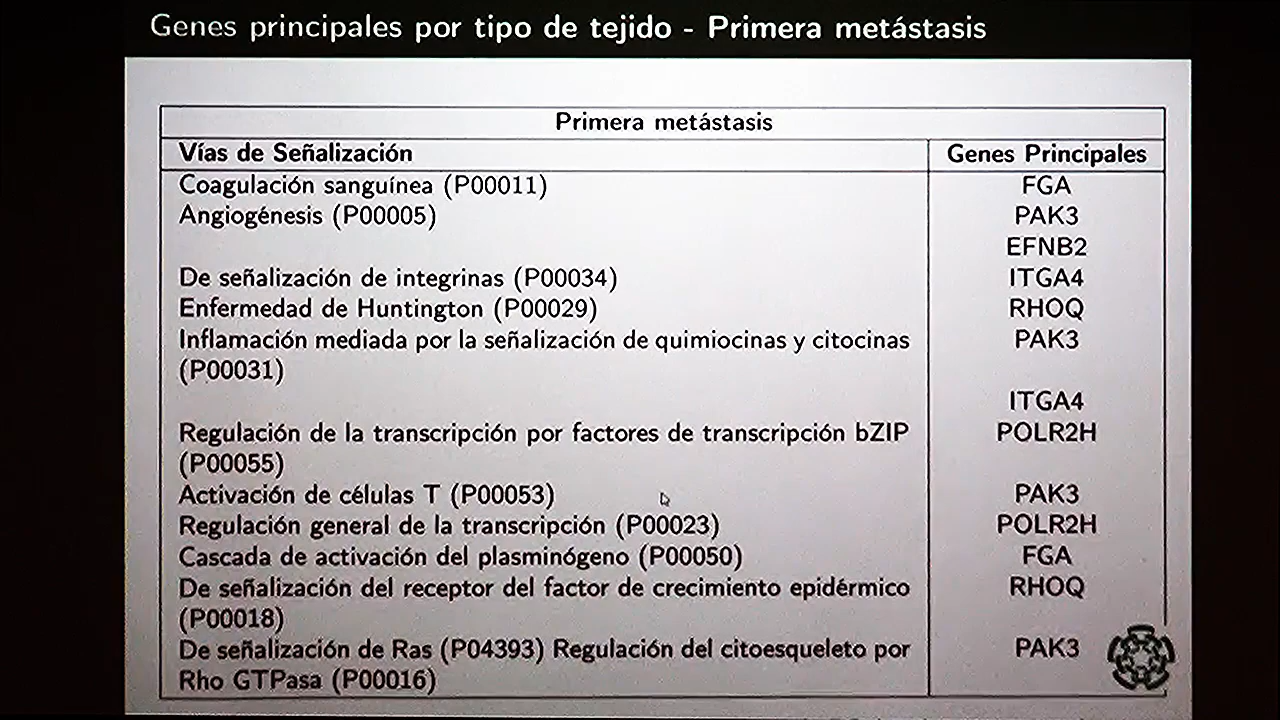 Genes principales por tipo de tejido - Primera metástasis
Primera metástasis
Vías de Señalización Genes Principales
Coagulación sanguínea (P00011) FGA
Angiogénesis (P00005) PAK3
EFNB2
De señalización de integrinas (P00034) ITGA4
Enfermedad de Huntington (P00029) RHOQ
Inflamación mediada por la señalización de quimiocinas y citocinas PAK3
(P00031)
ITGA4
Regulación de la transcripción por factores de transcripción bZIP POLR2H
(P00055)
Activación de células T (P00053) PAK3
Regulación general de la transcripción (P00023) POLR2H
Cascada de activación del plasminógeno (P00050) FGA
De señalización del receptor del factor de crecimiento epidérmico RHOQ
(P00018)
De señalización de Ras (P04393) Regulación del citoesqueleto por PAK3
Rho GTPasa (P00016)